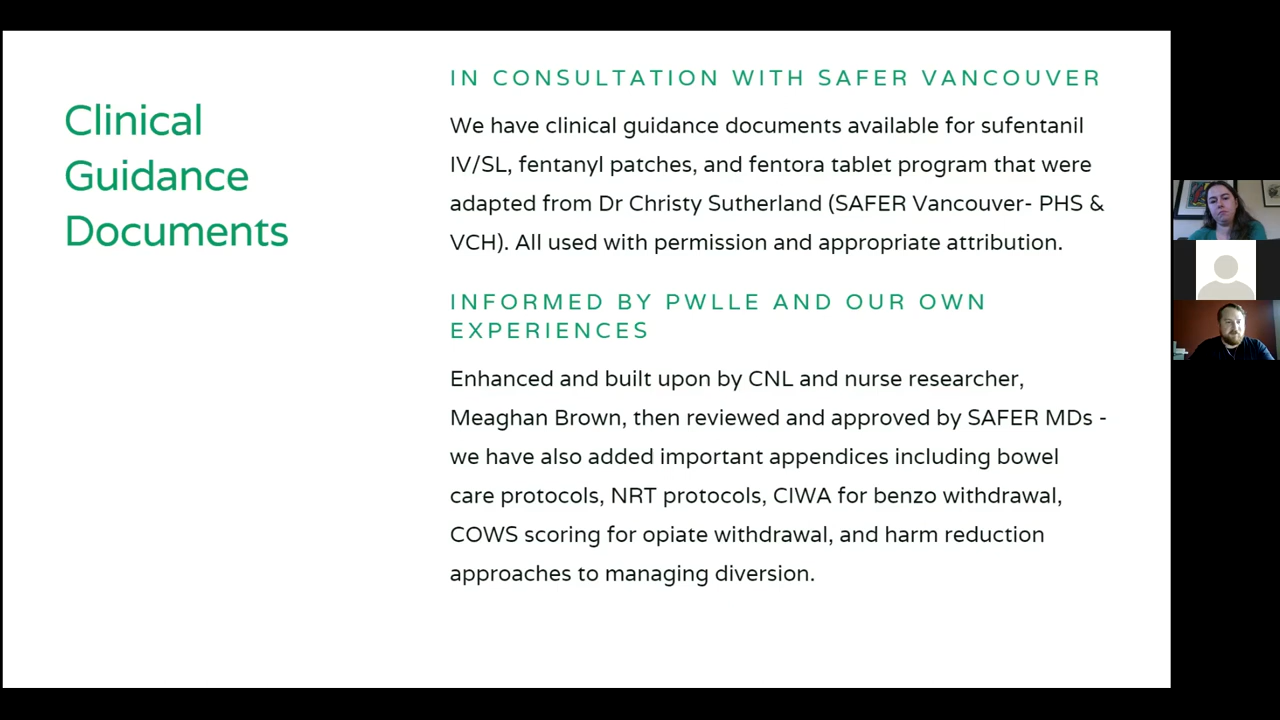 Clinical
Guidance
Documents
IN CONSULTATION WITH SAFER VANCOUVER
We have clinical guidance documents available for sufentanil
IV/SL, fentanyl patches, and fentora tablet program that were
adapted from Dr Christy Sutherland (SAFER Vancouver- PHS &
VCH). All used with permission and appropriate attribution.
INFORMED BY PWLLE AND OUR OWN
EXPERIENCES
Enhanced and built upon by CNL and nurse researcher,
Meaghan Brown, then reviewed and approved by SAFER MDs -
we have also added important appendices including bowel
care protocols, NRT protocols, CIWA for benzo withdrawal,
COWS scoring for opiate withdrawal, and harm reduction
approaches to managing diversion.